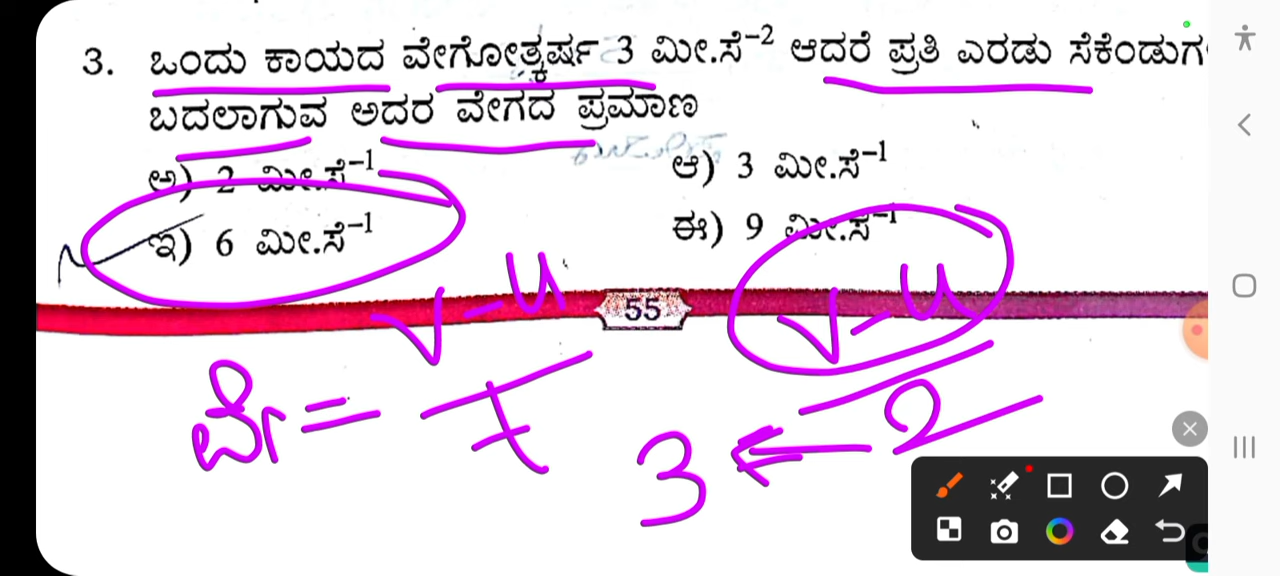 3. ಒಂದು ಕಾಯದ ವೇಗೋತ್ಕರ್ಷ 3 ಮೀ.ಸೆ⁻² ಆದರೆ ಪ್ರತಿ ಎರಡು ಸೆಕೆಂಡುಗ
ಬದಲಾಗುವ ಅದರ ವೇಗದ ಪ್ರಮಾಣ
ಅ) 2 ಮೀ.ಸೆ⁻¹ ಆ) 3 ಮೀ.ಸೆ⁻¹
ಇ) 6 ಮೀ.ಸೆ⁻¹ ಈ) 9 ಮೀ.ಸೆ⁻¹
55
v-u v-u
= t 2
3